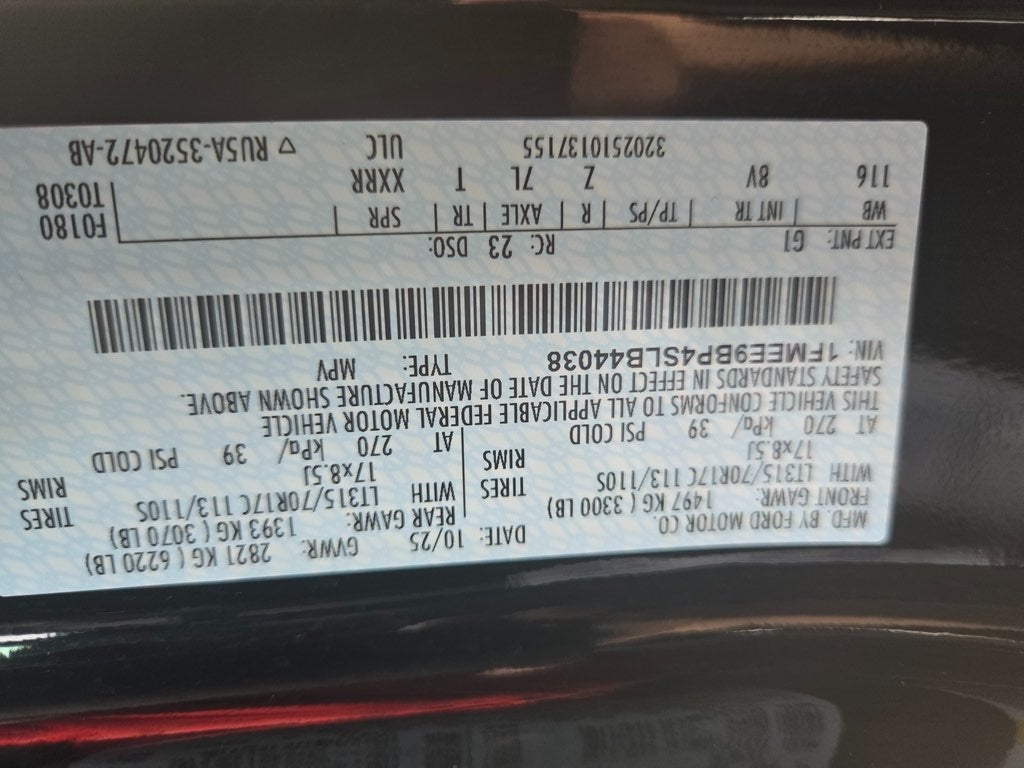 MFD. BY FORD MOTOR CO.
DATE: 10/25 GVWR: 2821 KG ( 6220 LB)
FRONT GAWR: 1497 KG ( 3300 LB)
REAR GAWR: 1393 KG ( 3070 LB)
WITH LT315/70R17C 113/110S TIRES
WITH LT315/70R17C 113/110S TIRES
17x8.5J RIMS
17x8.5J RIMS
AT 270 kPa/ 39 PSI COLD
AT 270 kPa/ 39 PSI COLD
THIS VEHICLE CONFORMS TO ALL APPLICABLE FEDERAL MOTOR VEHICLE
SAFETY STANDARDS IN EFFECT ON THE DATE OF MANUFACTURE SHOWN ABOVE.
VIN: 1FMEE9BP4SLB44038 TYPE: MPV
EXT PNT: G1 RC: 23 DSO:
WB | INT TR | TP/PS | R | AXLE | TR | SPR
F0180
116 8V Z 7L T XXRR
T0308
3202510137155 ULC ▽ RU5A-3520472-AB